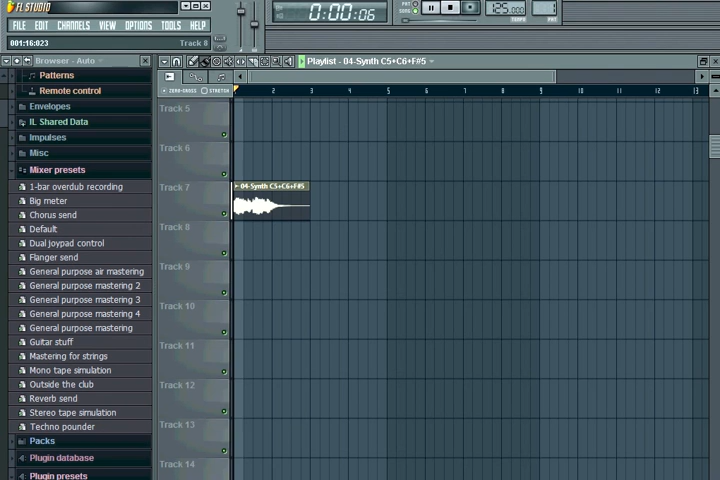 FL STUDIO
FILE EDIT CHANNELS VIEW OPTIONS TOOLS HELP
001:16:023 Track 8
0:00:06
PAT
SONG
125.000
TEMPO
PAT
Browser - Auto
Playlist - 04-Synth C5+C6+F#5
ZERO-CROSS STRETCH
2 3 4 5 6 7 8 9 10 11 12 13
Patterns
Remote control
Envelopes
IL Shared Data
Impulses
Misc
Mixer presets
1-bar overdub recording
Big meter
Chorus send
Default
Dual joypad control
Flanger send
General purpose air mastering
General purpose mastering 2
General purpose mastering 3
General purpose mastering 4
General purpose mastering
Guitar stuff
Mastering for strings
Mono tape simulation
Outside the club
Reverb send
Stereo tape simulation
Techno pounder
Packs
Plugin database
Plugin presets
Track 5
Track 6
Track 7
04-Synth C5+C6+F#5
Track 8
Track 9
Track 10
Track 11
Track 12
Track 13
Track 14